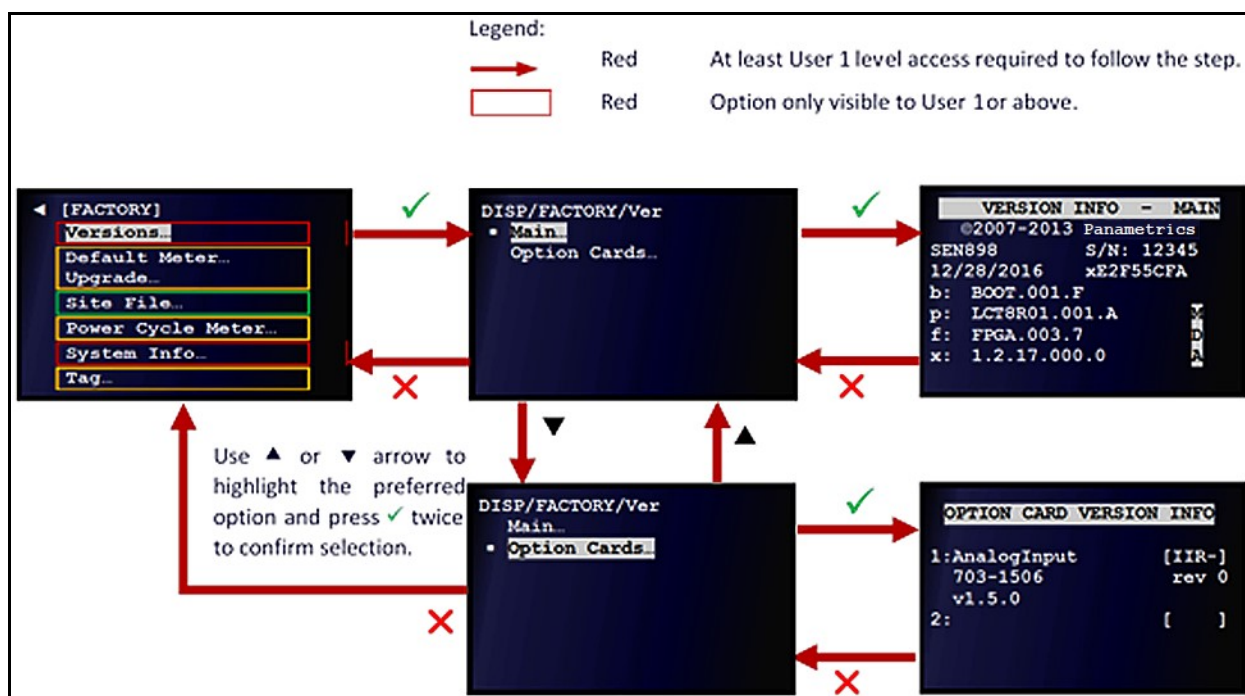 Legend:
Red At least User 1 level access required to follow the step.
Red Option only visible to User 1or above.
[FACTORY]
Versions…
Default Meter…
Upgrade…
Site File…
Power Cycle Meter…
System Info…
Tag…
DISP/FACTORY/Ver
Main…
Option Cards…
VERSION INFO - MAIN
©2007-2013 Panametrics
SEN898 S/N: 12345
12/28/2016 xE2F55CFA
b: BOOT.001.F
p: LCT8R01.001.A
f: FPGA.003.7 D
x: 1.2.17.000.0 A
Use ▲ or ▼ arrow to
highlight the preferred
option and press ✓ twice
to confirm selection.
DISP/FACTORY/Ver
Main…
Option Cards…
OPTION CARD VERSION INFO
1:AnalogInput [IIR-]
703-1506 rev 0
v1.5.0
2: [ ]